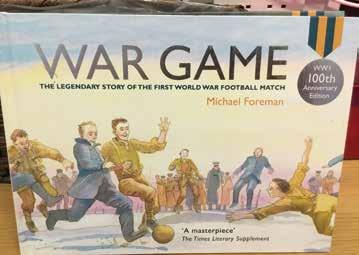 WAR GAME
THE LEGENDARY STORY OF THE FIRST WORLD WAR FOOTBALL MATCH
Michael Foreman
WW1
100th
Anniversary
Edition
'A masterpiece'
The Times Literary Supplement